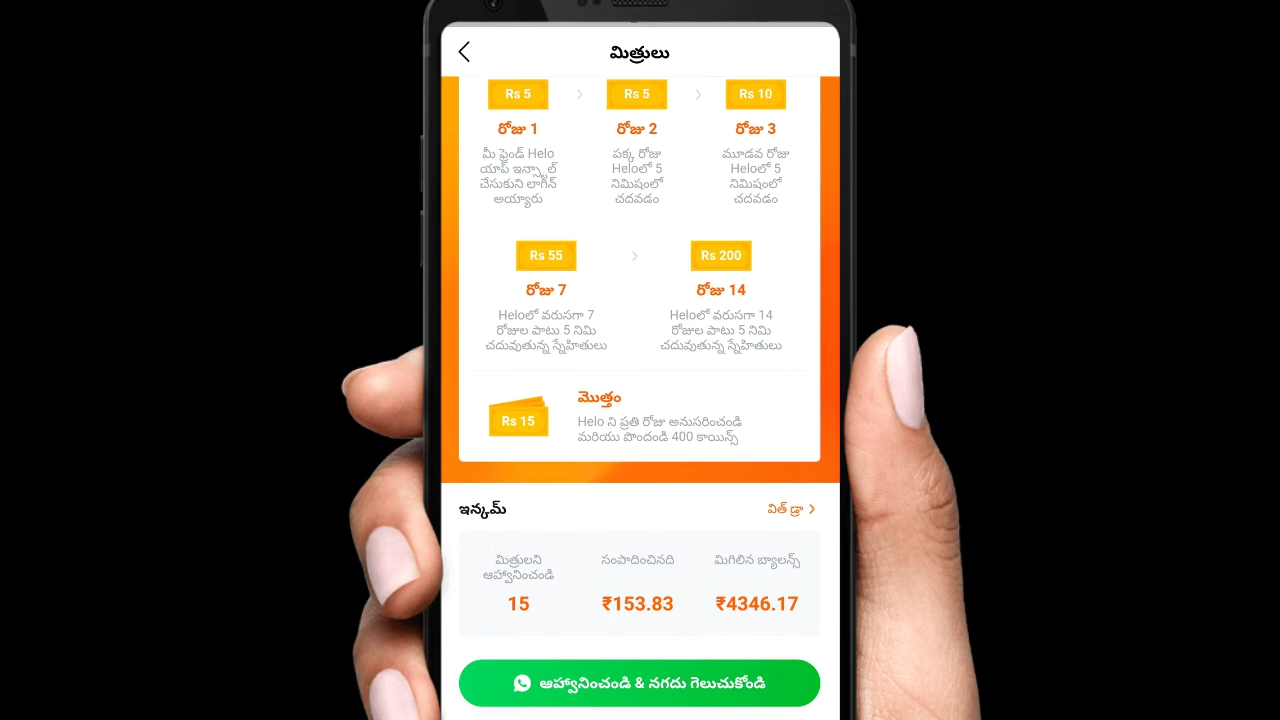 మిత్రులు
Rs 5
Rs 5
Rs 10
రోజు 1
రోజు 2
రోజు 3
మీ ఫ్రెండ్ Helo
యాప్ ఇన్స్టాల్
చేసుకుని లాగిన్
అయ్యారు
పక్క రోజు
Heloలో 5
నిమిషంలో
చదవడం
మూడవ రోజు
Heloలో 5
నిమిషంలో
చదవడం
Rs 55
Rs 200
రోజు 7
రోజు 14
Heloలో వరుసగా 7
రోజుల పాటు 5 నిమి
చదువుతున్న స్నేహితులు
Heloలో వరుసగా 14
రోజుల పాటు 5 నిమి
చదువుతున్న స్నేహితులు
Rs 15
మొత్తం
Helo ని ప్రతి రోజు అనుసరించండి
మరియు పొందండి 400 కాయిన్స్
ఇన్కమ్
విత్ డ్రా
మిత్రులని
ఆహ్వానించండి
సంపాదించినది
మిగిలిన బ్యాలన్స్
15
₹153.83
₹4346.17
ఆహ్వానించండి & నగదు గెలుచుకోండి